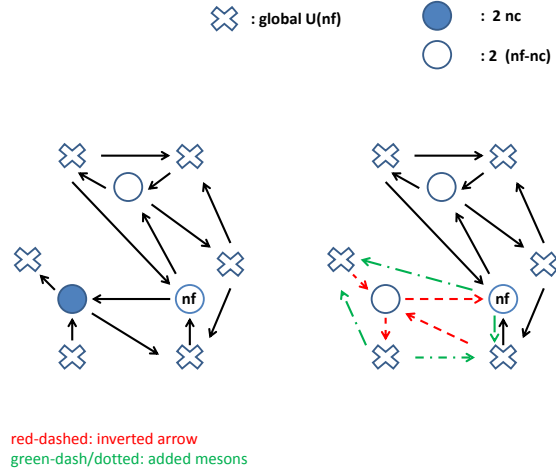 : global U(nf)
: 2 nc
: 2 (nf-nc)
nf
nf
red-dashed: inverted arrow
green-dash/dotted: added mesons